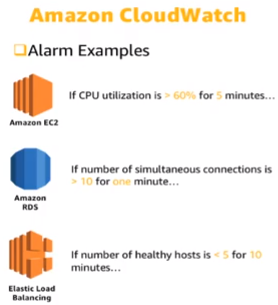 Amazon CloudWatch
Alarm Examples
If CPU utilization is > 60% for 5 minutes...
Amazon EC2
If number of simultaneous connections is
> 10 for one minute...
Amazon
RDS
If number of healthy hosts is < 5 for 10
minutes...
Elastic Load
Balancing